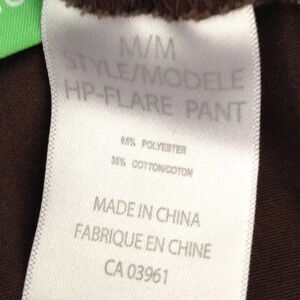 M/M
STYLE/MODELE
HP-FLARE PANT
65% POLYESTER
35% COTTON/COTON
MADE IN CHINA
FABRIQUE EN CHINE
CA 03961